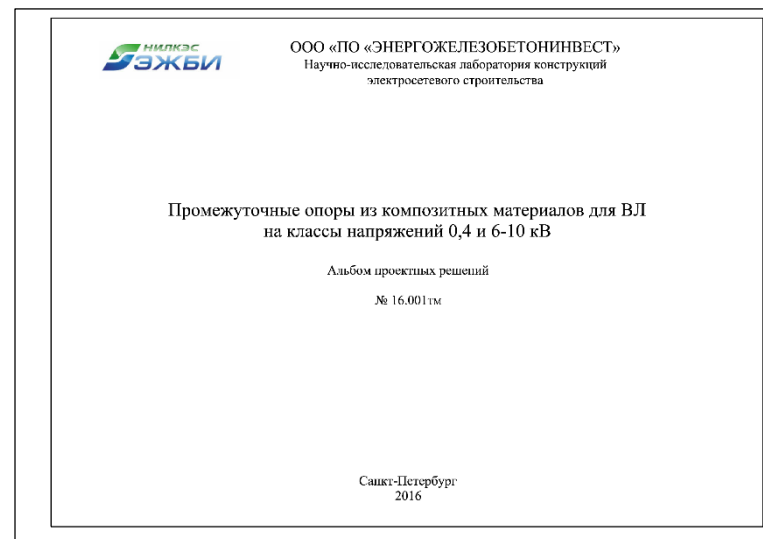 НИЛКЭС
ЭЖБИ
ООО «ПО «ЭНЕРГОЖЕЛЕЗОБЕТОНИНВЕСТ»
Научно-исследовательская лаборатория конструкций
электросетевого строительства
Промежуточные опоры из композитных материалов для ВЛ
на классы напряжений 0,4 и 6-10 кВ
Альбом проектных решений
№ 16.001тм
Санкт-Петербург
2016